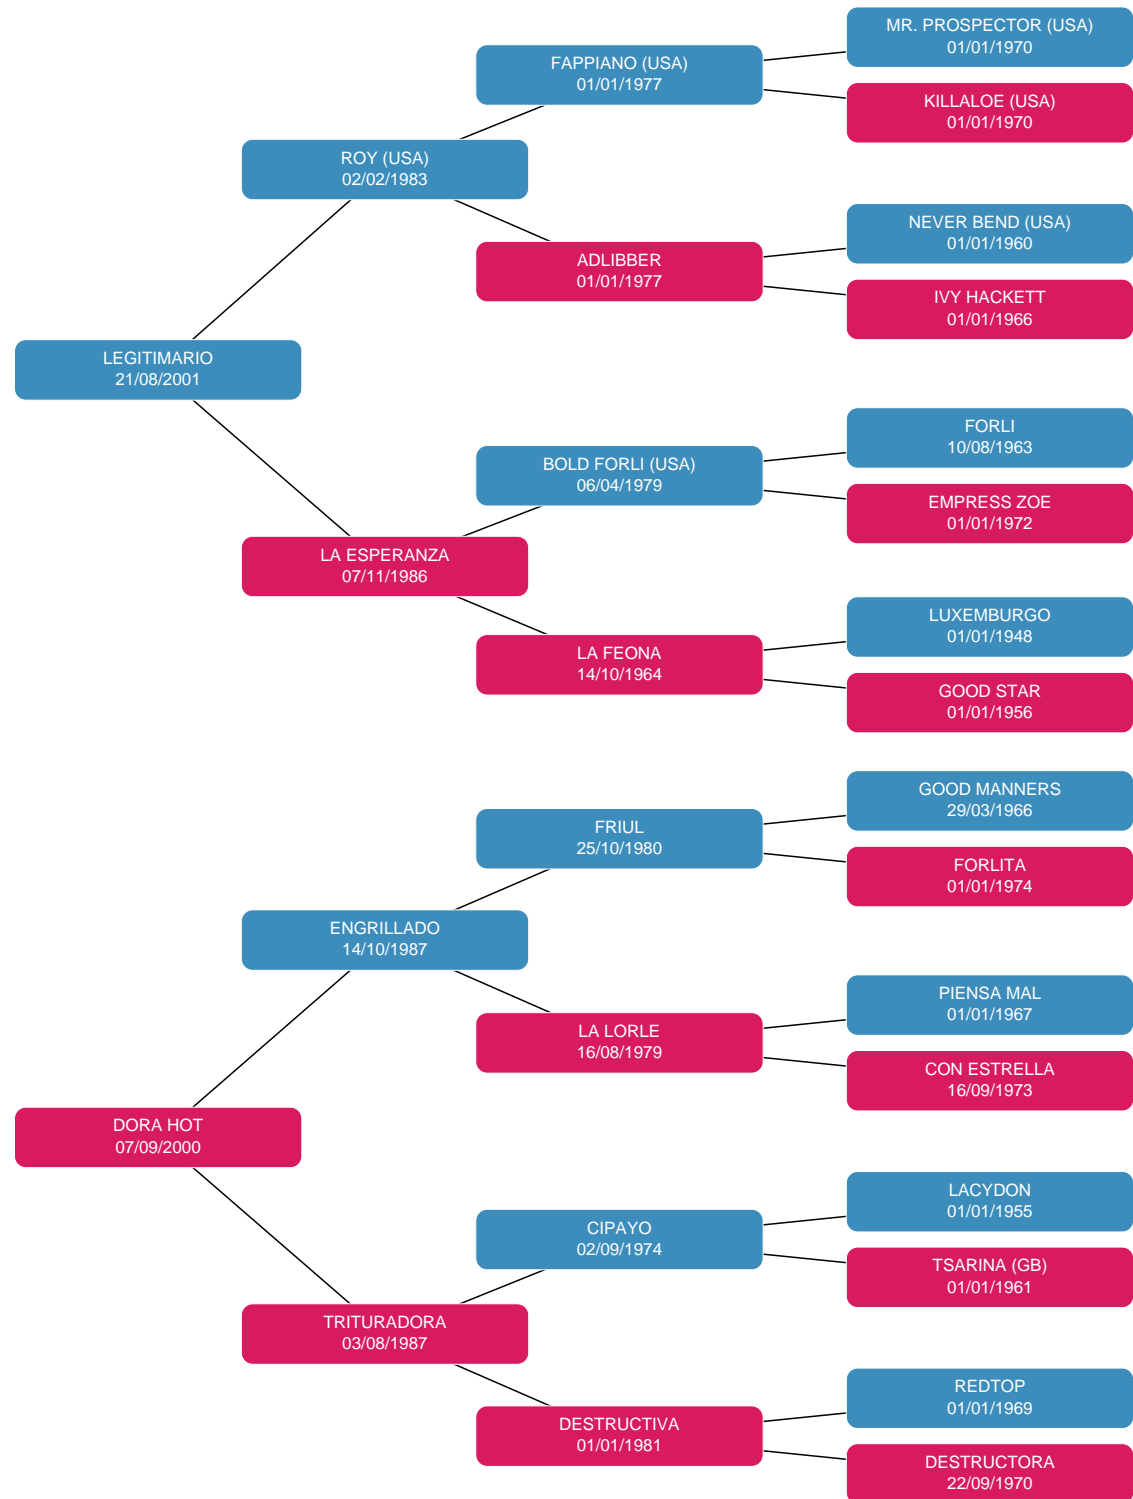 MR. PROSPECTOR (USA)
01/01/1970
FAPPIANO (USA)
01/01/1977
KILLALOE (USA)
01/01/1970
ROY (USA)
02/02/1983
NEVER BEND (USA)
01/01/1960
ADLIBBER
01/01/1977
IVY HACKETT
01/01/1966
LEGITIMARIO
21/08/2001
FORLI
10/08/1963
BOLD FORLI (USA)
06/04/1979
EMPRESS ZOE
01/01/1972
LA ESPERANZA
07/11/1986
LUXEMBURGO
01/01/1948
LA FEONA
14/10/1964
GOOD STAR
01/01/1956
GOOD MANNERS
29/03/1966
FRIUL
25/10/1980
FORLITA
01/01/1974
ENGRILLADO
14/10/1987
PIENSA MAL
01/01/1967
LA LORLE
16/08/1979
CON ESTRELLA
16/09/1973
DORA HOT
07/09/2000
LACYDON
01/01/1955
CIPAYO
02/09/1974
TSARINA (GB)
01/01/1961
TRITURADORA
03/08/1987
REDTOP
01/01/1969
DESTRUCTIVA
01/01/1981
DESTRUCTORA
22/09/1970